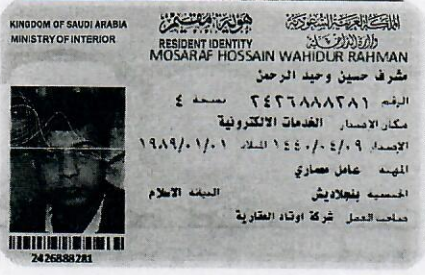 KINGDOM OF SAUDI ARABIA
MINISTRY OF INTERIOR
المملكة العربية السعودية
وزارة الداخلية
هوية مقيم
RESIDENT IDENTITY
MOSARAF HOSSAIN WAHIDUR RAHMAN
مشرف حسين وحيد الرحمن
الرقم ٢٤٢٦٨٨٨٢٨١ نسخة ٤
مكان الاصدار الخدمات الالكترونية
الإصدار ١٤٤٠/٠٤/٠٩ الميلاد ١٩٨٩/٠١/٠١
المهنة عامل معماري
الجنسية بنجلاديش الديانة الاسلام
صاحب العمل شركة اوتاد العقارية
2426888281